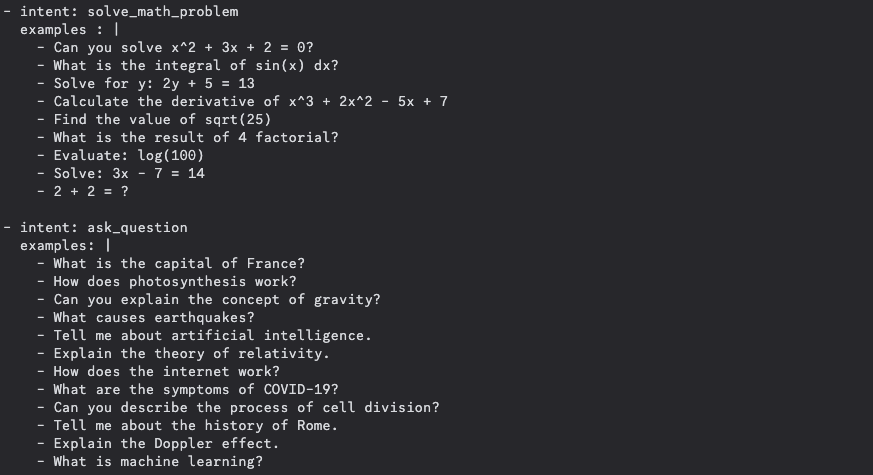 - intent: solve_math_problem
  examples : |
    - Can you solve x^2 + 3x + 2 = 0?
    - What is the integral of sin(x) dx?
    - Solve for y: 2y + 5 = 13
    - Calculate the derivative of x^3 + 2x^2 - 5x + 7
    - Find the value of sqrt(25)
    - What is the result of 4 factorial?
    - Evaluate: log(100)
    - Solve: 3x - 7 = 14
    - 2 + 2 = ?

- intent: ask_question
  examples: |
    - What is the capital of France?
    - How does photosynthesis work?
    - Can you explain the concept of gravity?
    - What causes earthquakes?
    - Tell me about artificial intelligence.
    - Explain the theory of relativity.
    - How does the internet work?
    - What are the symptoms of COVID-19?
    - Can you describe the process of cell division?
    - Tell me about the history of Rome.
    - Explain the Doppler effect.
    - What is machine learning?